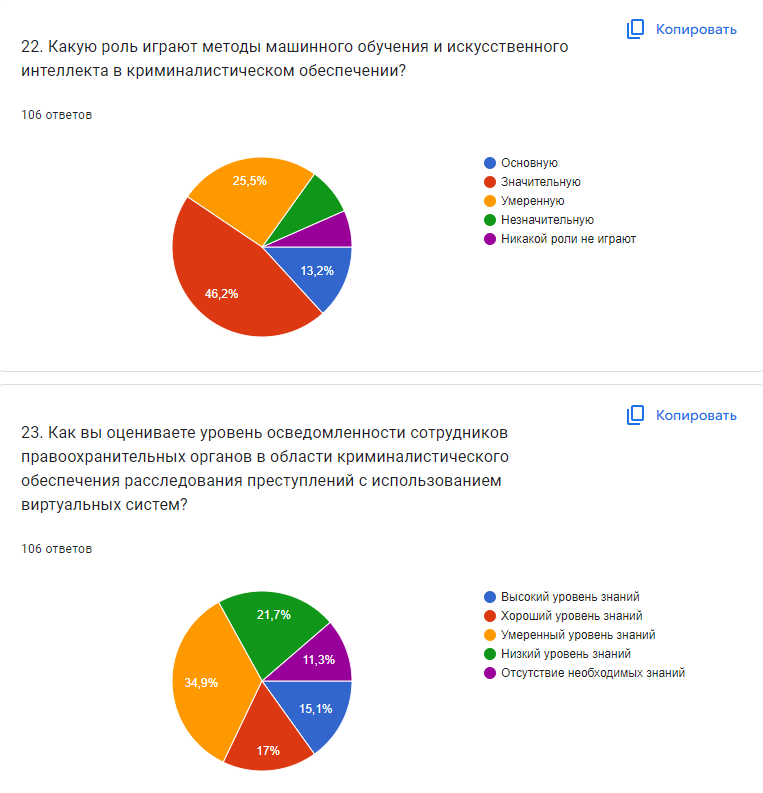 Копировать
22. Какую роль играют методы машинного обучения и искусственного
интеллекта в криминалистическом обеспечении?
106 ответов
25,5%
13,2%
46,2%
Основную
Значительную
Умеренную
Незначительную
Никакой роли не играют
Копировать
23. Как вы оцениваете уровень осведомленности сотрудников
правоохранительных органов в области криминалистического
обеспечения расследования преступлений с использованием
виртуальных систем?
106 ответов
21,7%
11,3%
34,9%
15,1%
17%
Высокий уровень знаний
Хороший уровень знаний
Умеренный уровень знаний
Низкий уровень знаний
Отсутствие необходимых знаний